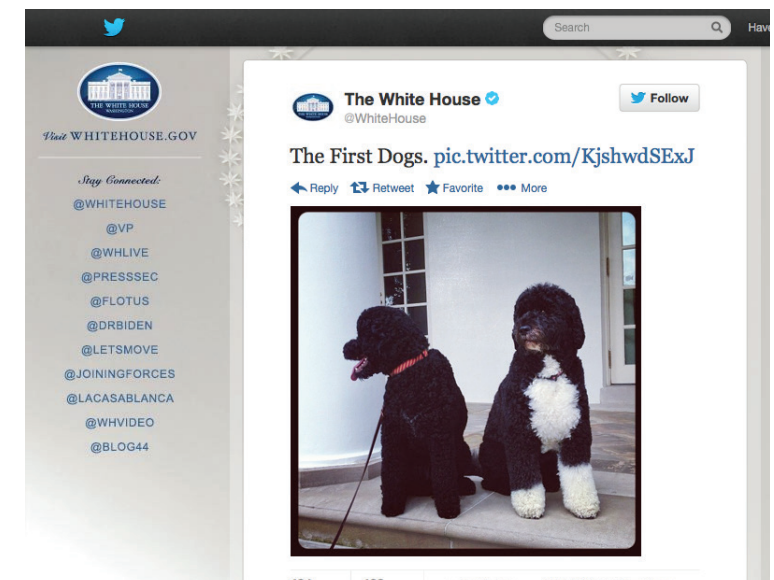 Search
Have
THE WHITE HOUSE
WASHINGTON
Visit WHITEHOUSE.GOV
Stay Connected:
@WHITEHOUSE
@VP
@WHLIVE
@PRESSSEC
@FLOTUS
@DRBIDEN
@LETSMOVE
@JOININGFORCES
@LACASABLANCA
@WHVIDEO
@BLOG44
The White House
@WhiteHouse
Follow
The First Dogs. pic.twitter.com/KjshwdSExJ
Reply Retweet Favorite More